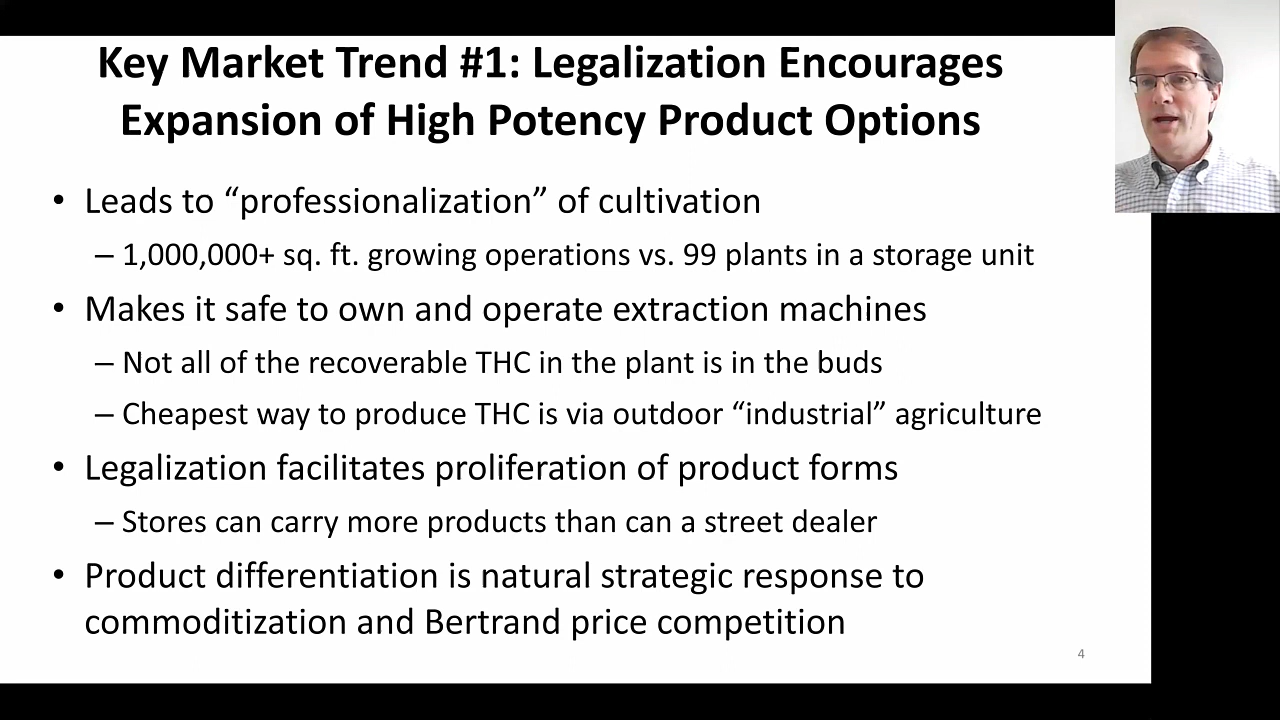 Key Market Trend #1: Legalization Encourages
Expansion of High Potency Product Options
• Leads to “professionalization” of cultivation
– 1,000,000+ sq. ft. growing operations vs. 99 plants in a storage unit
• Makes it safe to own and operate extraction machines
– Not all of the recoverable THC in the plant is in the buds
– Cheapest way to produce THC is via outdoor “industrial” agriculture
• Legalization facilitates proliferation of product forms
– Stores can carry more products than can a street dealer
• Product differentiation is natural strategic response to
commoditization and Bertrand price competition
4